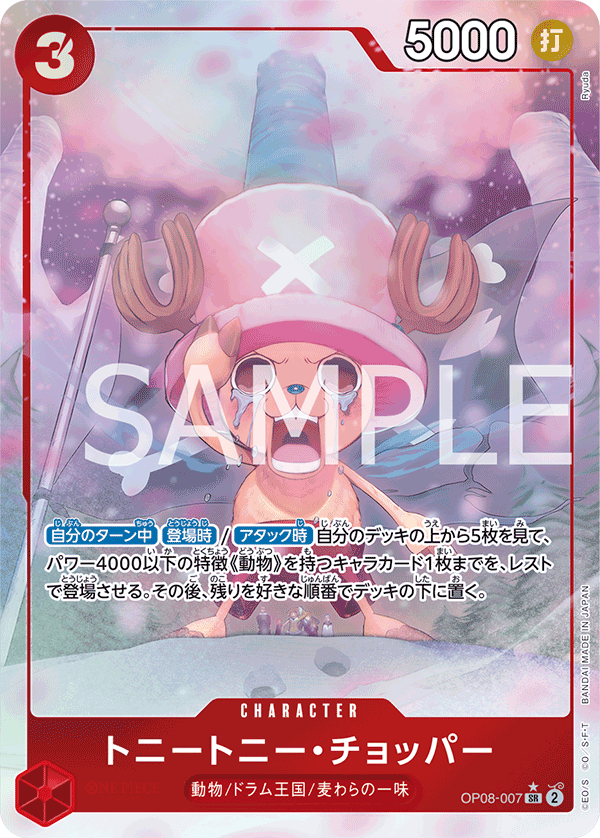 3
5000 打
Ryuda
SAMPLE
自分のターン中 登場時 / アタック時 自分のデッキの上から5枚を見て、
パワー4000以下の特徴《動物》を持つキャラカード1枚までを、レスト
で登場させる。その後、残りを好きな順番でデッキの下に置く。
CHARACTER
トニートニー・チョッパー
動物/ドラム王国/麦わらの一味
OP08-007 SR 2
©E.O/S ©O/S・F・T BANDAI MADE IN JAPAN